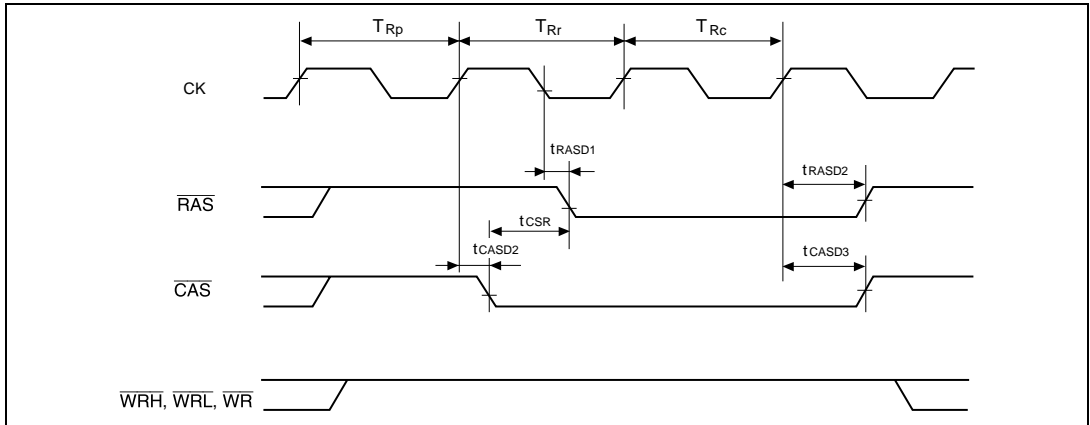 TRp TRr TRc
CK
tRASD1 tRASD2
RAS
tCSR
tCASD2 tCASD3
CAS
WRH, WRL, WR